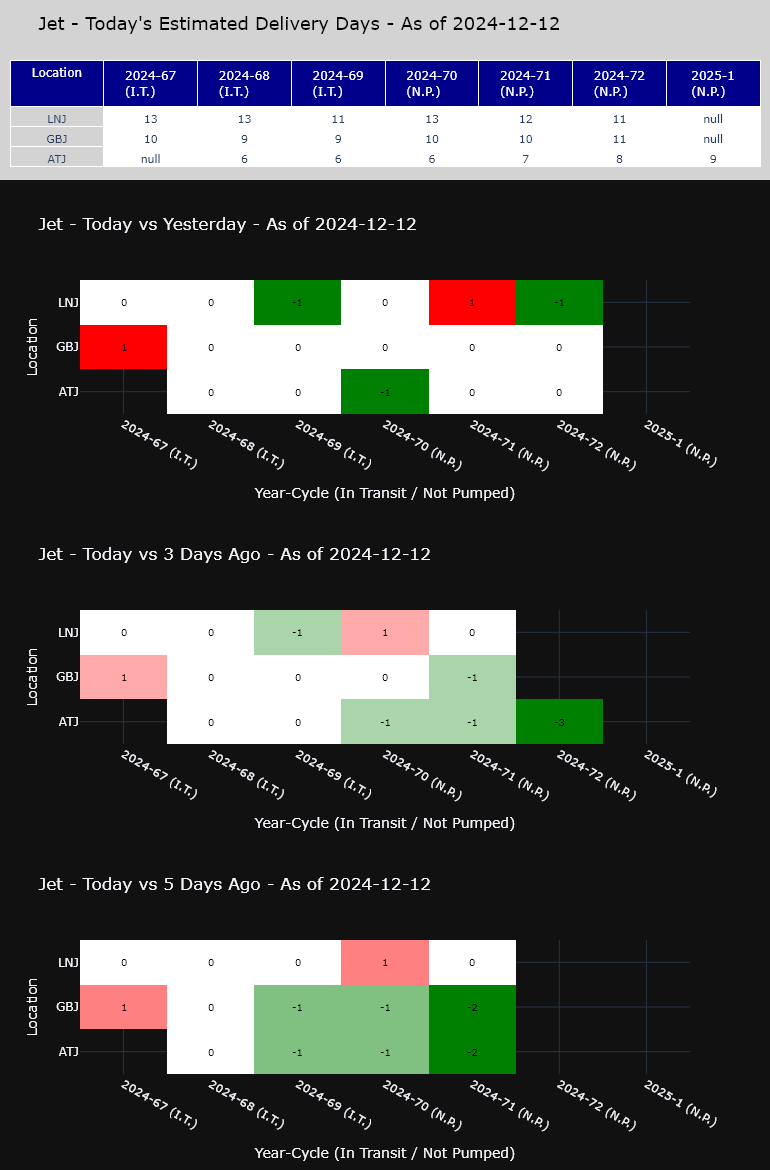 Jet - Today's Estimated Delivery Days - As of 2024-12-12
Location 2024-67 2024-68 2024-69 2024-70 2024-71 2024-72 2025-1
(I.T.) (I.T.) (I.T.) (N.P.) (N.P.) (N.P.) (N.P.)
LNJ 13 13 11 13 12 11 null
GBJ 10 9 9 10 10 11 null
ATJ null 6 6 6 7 8 9
Jet - Today vs Yesterday - As of 2024-12-12
Location
LNJ 0 0 -1 0 1 -1
GBJ 1 0 0 0 0 0
ATJ 0 0 -1 0 0
2024-67 (I.T.) 2024-68 (I.T.) 2024-69 (I.T.) 2024-70 (N.P.) 2024-71 (N.P.) 2024-72 (N.P.) 2025-1 (N.P.)
Year-Cycle (In Transit / Not Pumped)
Jet - Today vs 3 Days Ago - As of 2024-12-12
Location
LNJ 0 0 -1 1 0
GBJ 1 0 0 0 -1
ATJ 0 0 -1 -1 -3
2024-67 (I.T.) 2024-68 (I.T.) 2024-69 (I.T.) 2024-70 (N.P.) 2024-71 (N.P.) 2024-72 (N.P.) 2025-1 (N.P.)
Year-Cycle (In Transit / Not Pumped)
Jet - Today vs 5 Days Ago - As of 2024-12-12
Location
LNJ 0 0 0 1 0
GBJ 1 0 -1 -1 -2
ATJ 0 -1 -1 -2
2024-67 (I.T.) 2024-68 (I.T.) 2024-69 (I.T.) 2024-70 (N.P.) 2024-71 (N.P.) 2024-72 (N.P.) 2025-1 (N.P.)
Year-Cycle (In Transit / Not Pumped)